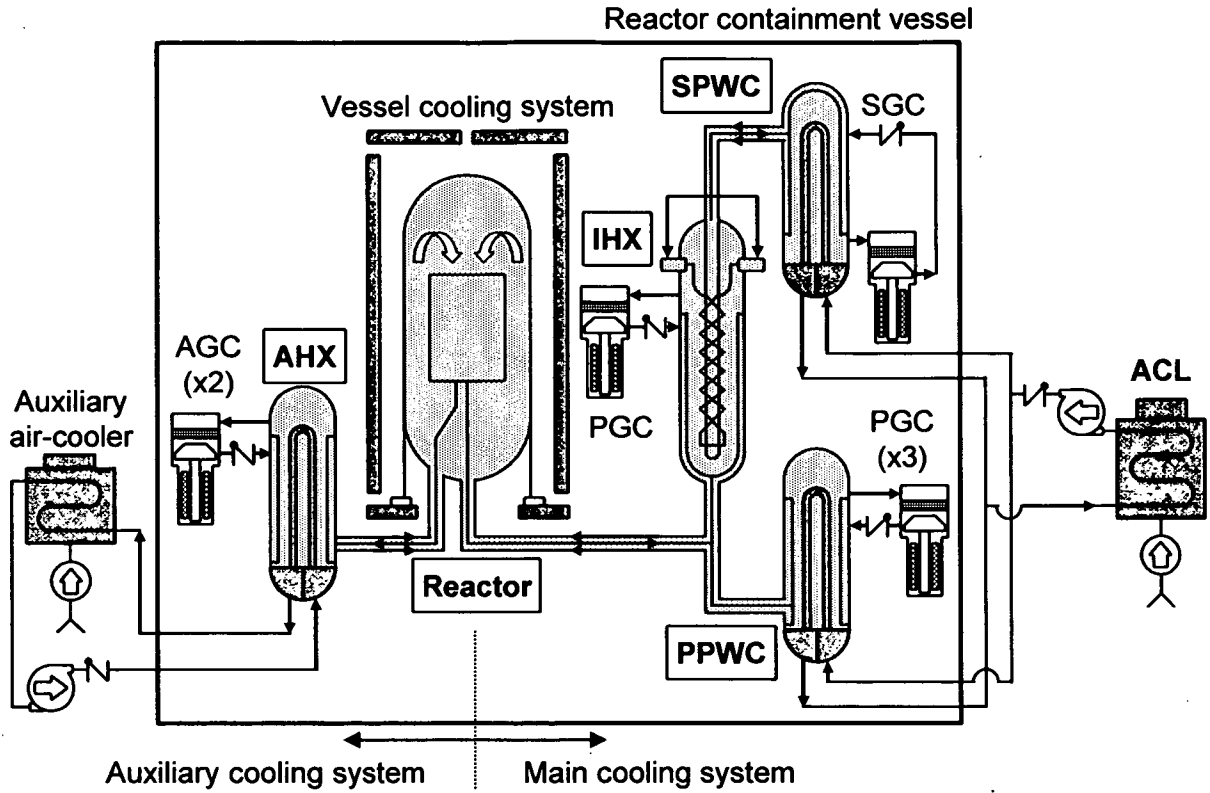 Reactor containment vessel
SPWC
SGC
Vessel cooling system
IHX
AGC
(x2)
AHX
ACL
Auxiliary
air-cooler
PGC
PGC
(x3)
Reactor
PPWC
Auxiliary cooling system
Main cooling system